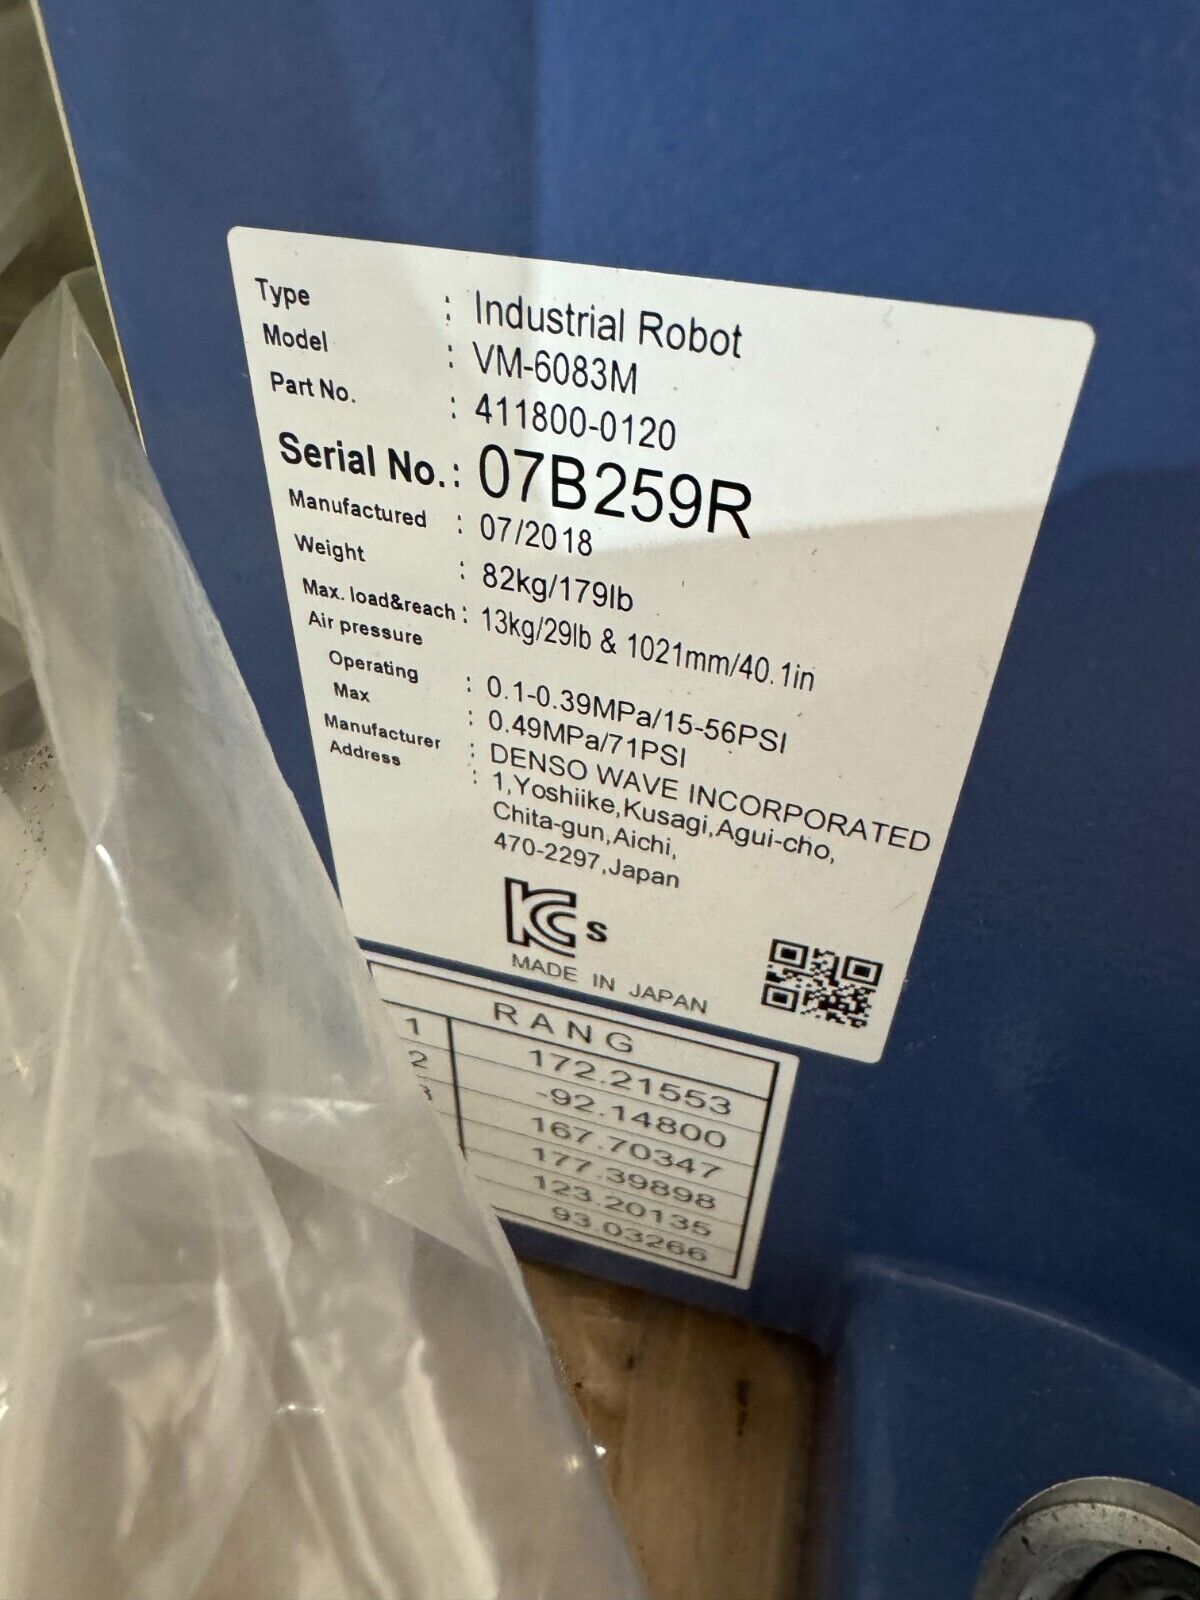 Type : Industrial Robot
Model : VM-6083M
Part No. : 411800-0120
Serial No. : 07B259R
Manufactured : 07/2018
Weight : 82kg/179lb
Max. load&reach : 13kg/29lb & 1021mm/40.1in
Air pressure
Operating : 0.1-0.39MPa/15-56PSI
Max : 0.49MPa/71PSI
Manufacturer : DENSO WAVE INCORPORATED
Address : 1,Yoshiike,Kusagi,Agui-cho,
Chita-gun,Aichi,
470-2297,Japan
KC s
MADE IN JAPAN
RANG
1 172.21553
2 -92.14800
3 167.70347
177.39898
123.20135
93.03266